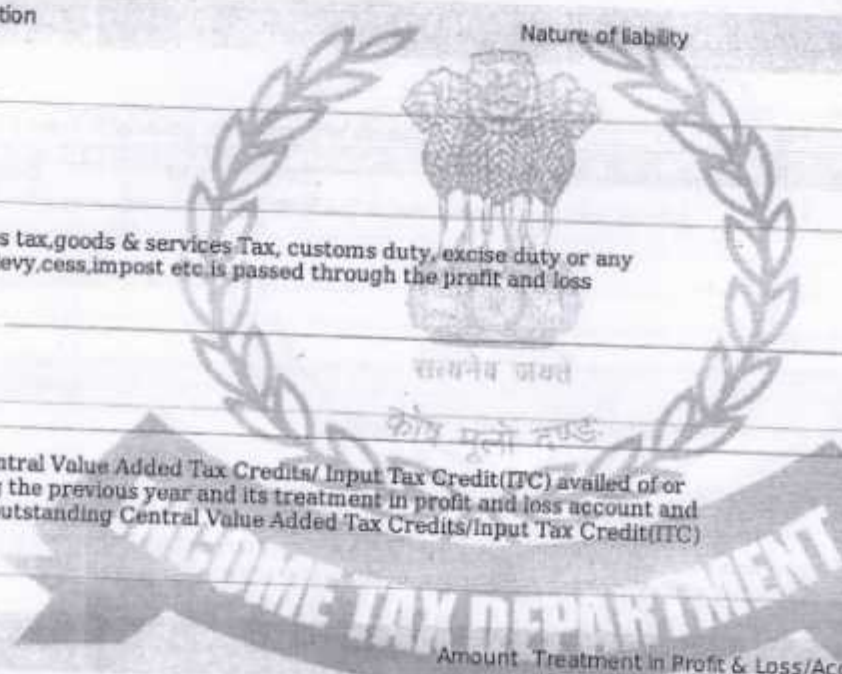 tion
Nature of liability
s tax,goods & services Tax, customs duty, excise duty or any
evy,cess,impost etc.is passed through the profit and loss
सत्यमेव जयते
कोष मूलो दण्डः
ntral Value Added Tax Credits/ Input Tax Credit(ITC) availed of or
g the previous year and its treatment in profit and loss account and
utstanding Central Value Added Tax Credits/Input Tax Credit(ITC)
INCOME TAX DEPARTMENT
Amount Treatment in Profit & Loss/Acc